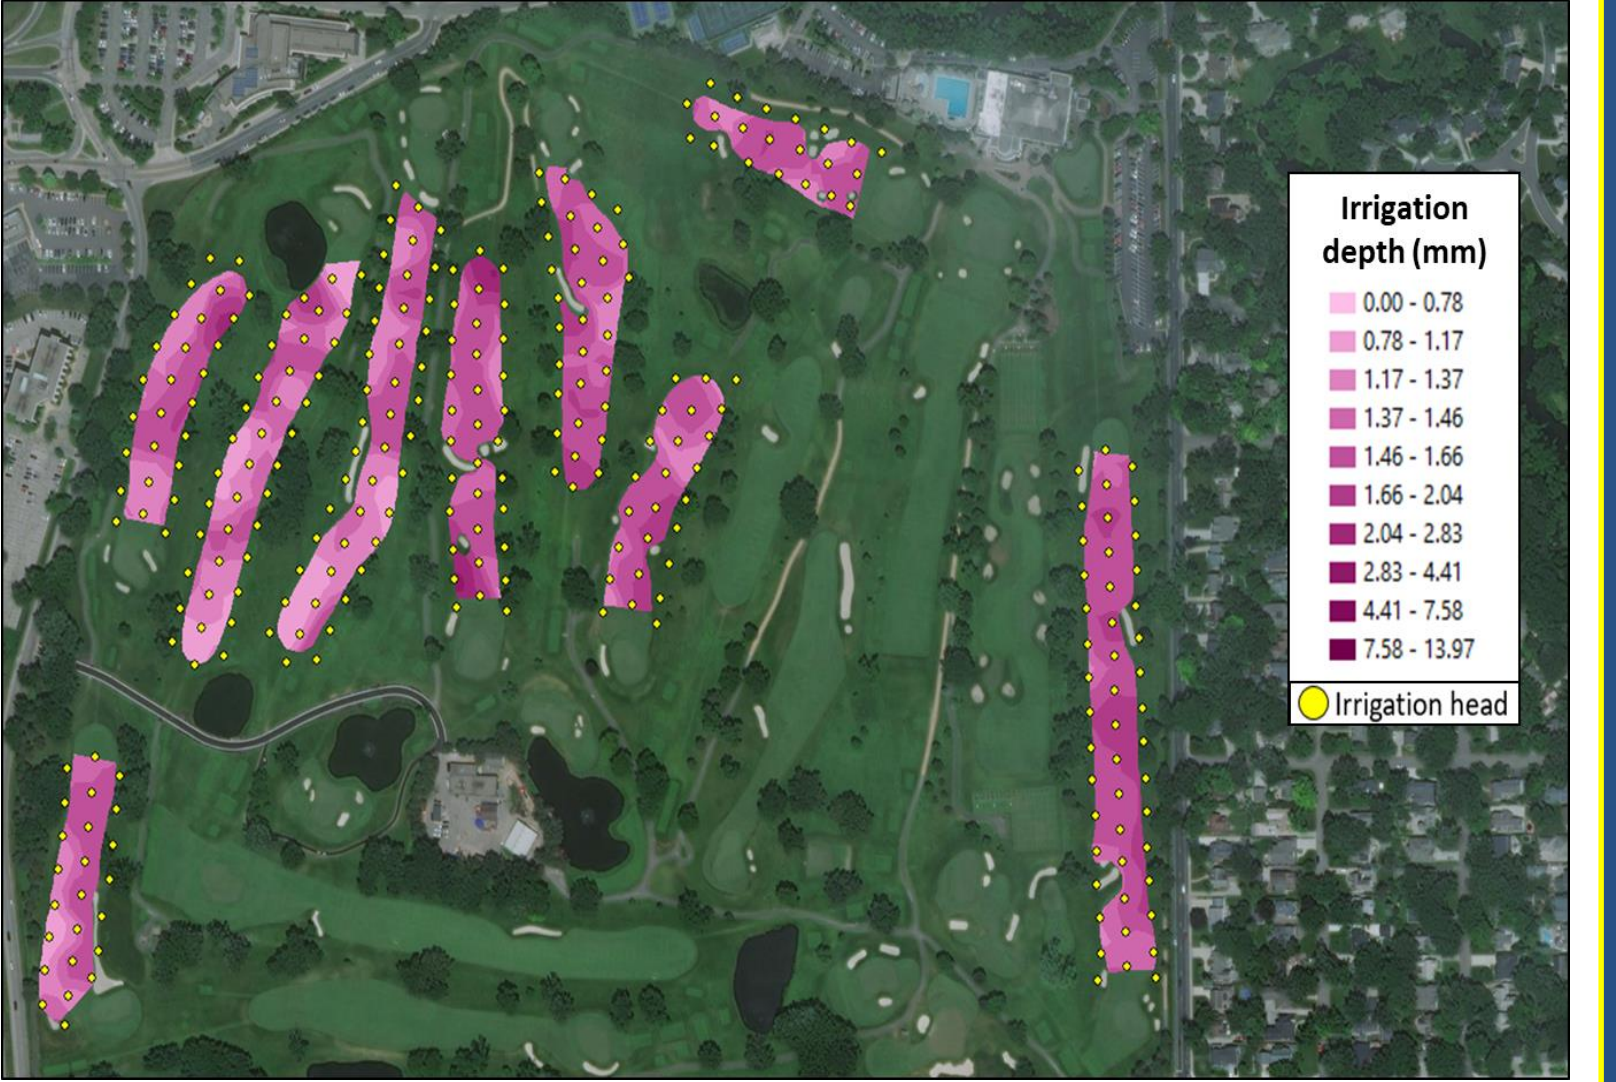 Irrigation
depth (mm)
0.00 - 0.78
0.78 - 1.17
1.17 - 1.37
1.37 - 1.46
1.46 - 1.66
1.66 - 2.04
2.04 - 2.83
2.83 - 4.41
4.41 - 7.58
7.58 - 13.97
Irrigation head